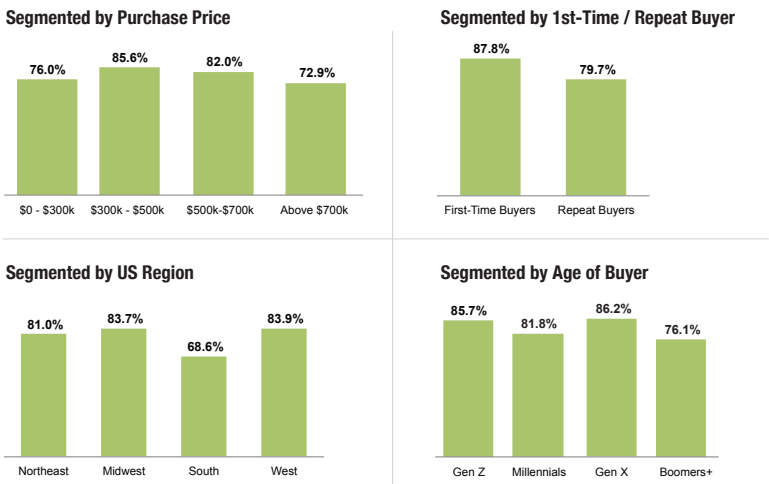 Segmented by Purchase Price
76.0% 85.6% 82.0% 72.9%
$0 - $300k $300k - $500k $500k-$700k Above $700k
Segmented by 1st-Time / Repeat Buyer
87.8% 79.7%
First-Time Buyers Repeat Buyers
Segmented by US Region
81.0% 83.7% 68.6% 83.9%
Northeast Midwest South West
Segmented by Age of Buyer
85.7% 81.8% 86.2% 76.1%
Gen Z Millennials Gen X Boomers+